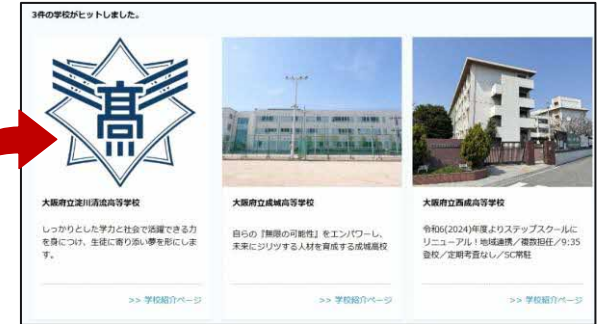 3件の学校がヒットしました。
高
大阪府立淀川清流高等学校
しっかりとした学力と社会で活躍できる力
を身につけ、生徒に寄り添い夢を形にしま
す。
>> 学校紹介ページ
大阪府立成城高等学校
自らの『無限の可能性』をエンパワーし、
未来にジリツする人材を育成する成城高校
>> 学校紹介ページ
大阪府立西成高等学校
令和6(2024)年度よりステップスクールに
リニューアル！地域連携／複数担任／9:35
登校／定期考査なし／SC常駐
>> 学校紹介ページ